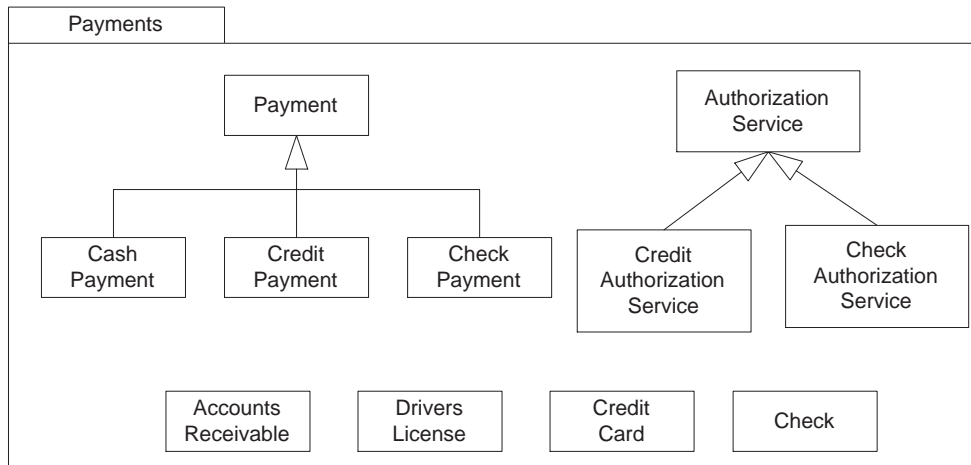 Payments
Payment
Authorization
Service
Cash
Payment
Credit
Payment
Check
Payment
Credit
Authorization
Service
Check
Authorization
Service
Accounts
Receivable
Drivers
License
Credit
Card
Check